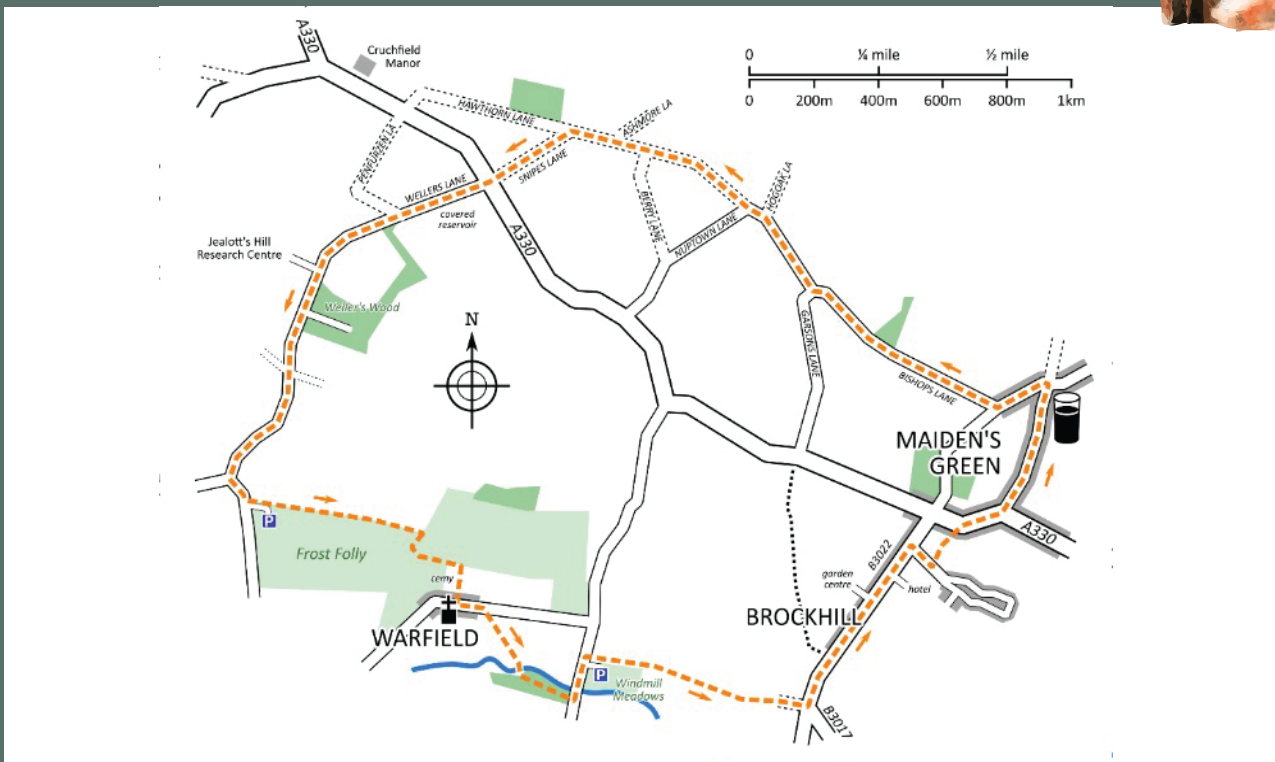 A330
Cruchfield
Manor
0
¼ mile
½ mile
0
200m
400m
600m
800m
1km
HAWTHORN LANE
ASHMORE LA
PENFURZEN LA
SNIPES LANE
WELLERS LANE
HOGOAK LA
BERRY LANE
covered
reservoir
NUPTOWN LANE
A330
Jealott's Hill
Research Centre
Weller's Wood
N
GARSONS LANE
BISHOPS LANE
MAIDEN'S
GREEN
P
A330
Frost Folly
B3022
cemy
garden
centre
hotel
BROCKHILL
WARFIELD
P
Windmill
Meadows
B3017